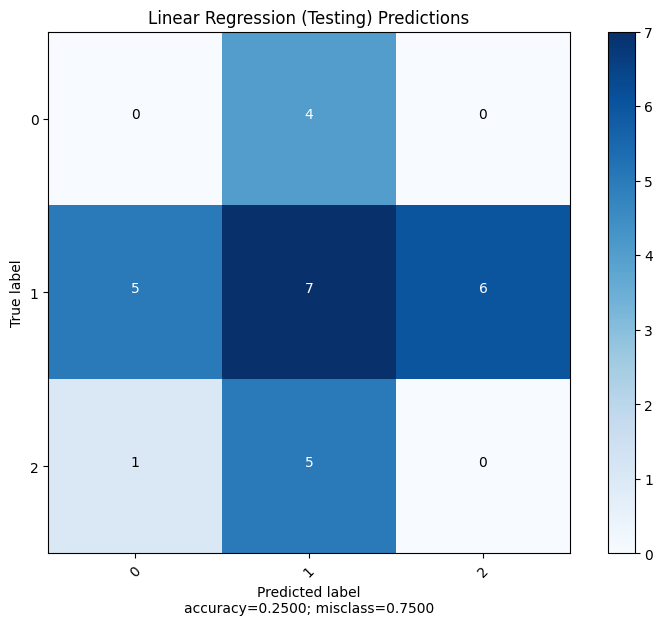 Linear Regression (Testing) Predictions
0 4 0
5 7 6
1 5 0
0
1
2
True label
0 1 2
Predicted label
accuracy=0.2500; misclass=0.7500
7
6
5
4
3
2
1
0